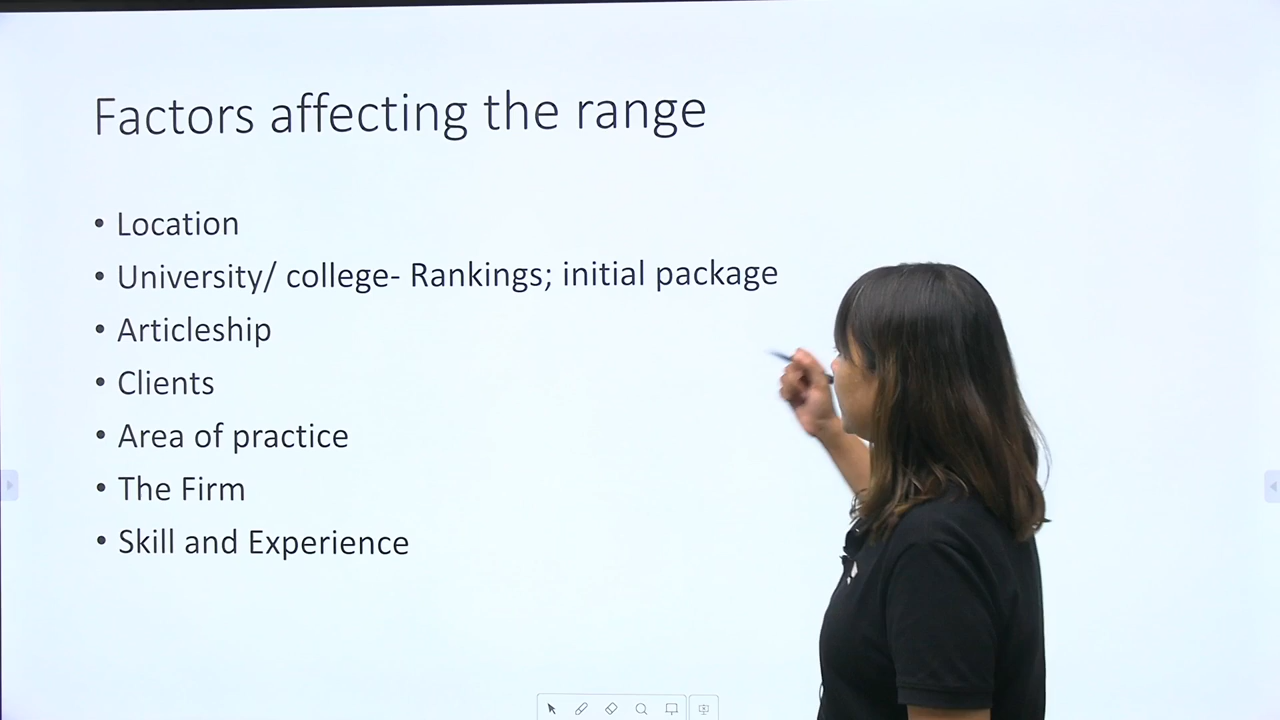 Factors affecting the range
• Location
• University/ college- Rankings; initial package
• Articleship
• Clients
• Area of practice
• The Firm
• Skill and Experience